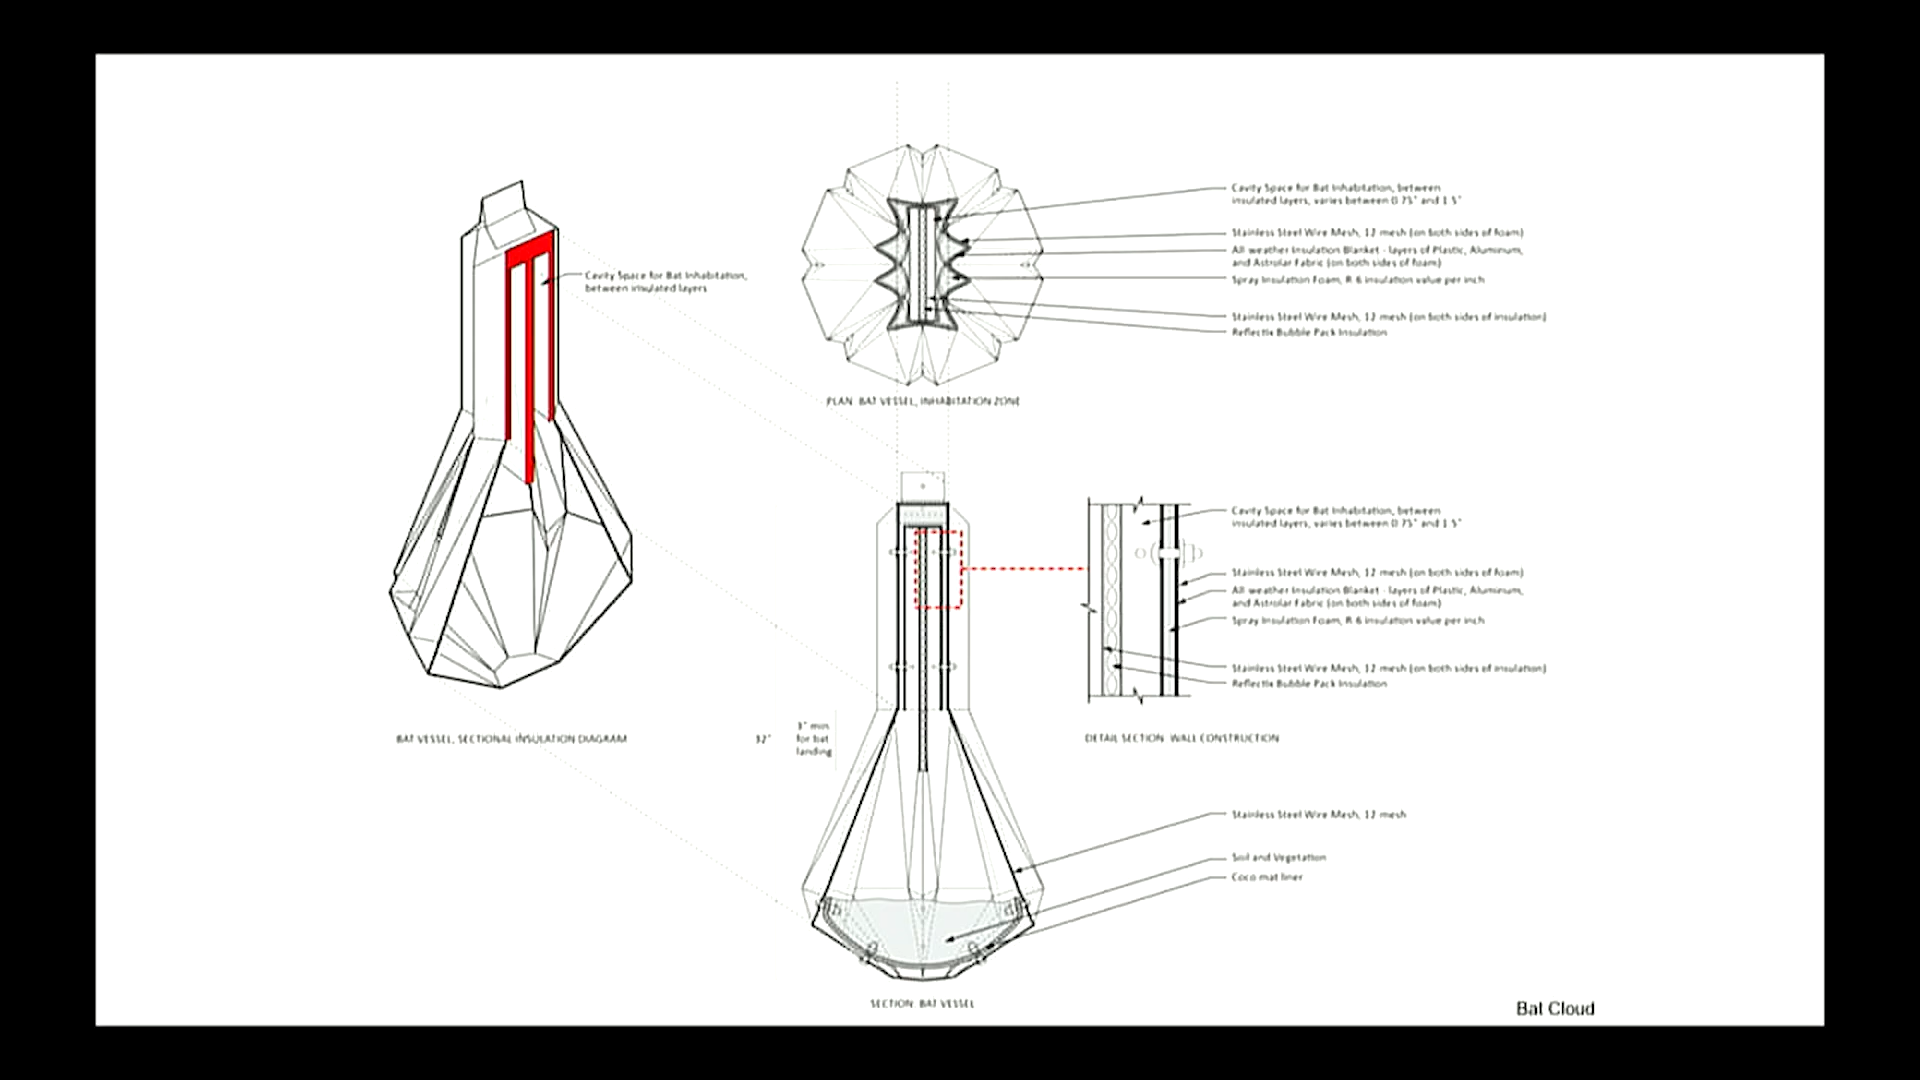 Cavity Space for Bat Inhabitation,
between insulated layers
BAT VESSEL, SECTIONAL INSULATION DIAGRAM
Cavity Space for Bat Inhabitation, between
insulated layers, varies between 0.75" and 1.5"
Stainless Steel Wire Mesh, 12 mesh (on both sides of foam)
All weather Insulation Blanket - layers of Plastic, Aluminum,
and Astrolar Fabric (on both sides of foam)
Spray Insulation Foam, R 6 insulation value per inch
Stainless Steel Wire Mesh, 12 mesh (on both sides of insulation)
Reflectix Bubble Pack Insulation
PLAN: BAT VESSEL, INHABITATION ZONE
Cavity Space for Bat Inhabitation, between
insulated layers, varies between 0.75" and 1.5"
Stainless Steel Wire Mesh, 12 mesh (on both sides of foam)
All weather Insulation Blanket - layers of Plastic, Aluminum,
and Astrolar Fabric (on both sides of foam)
Spray Insulation Foam, R 6 insulation value per inch
Stainless Steel Wire Mesh, 12 mesh (on both sides of insulation)
Reflectix Bubble Pack Insulation
DETAIL SECTION: WALL CONSTRUCTION
32"
3" min.
for bat
landing
Stainless Steel Wire Mesh, 12 mesh
Soil and Vegetation
Coco mat liner
SECTION: BAT VESSEL
Bat Cloud